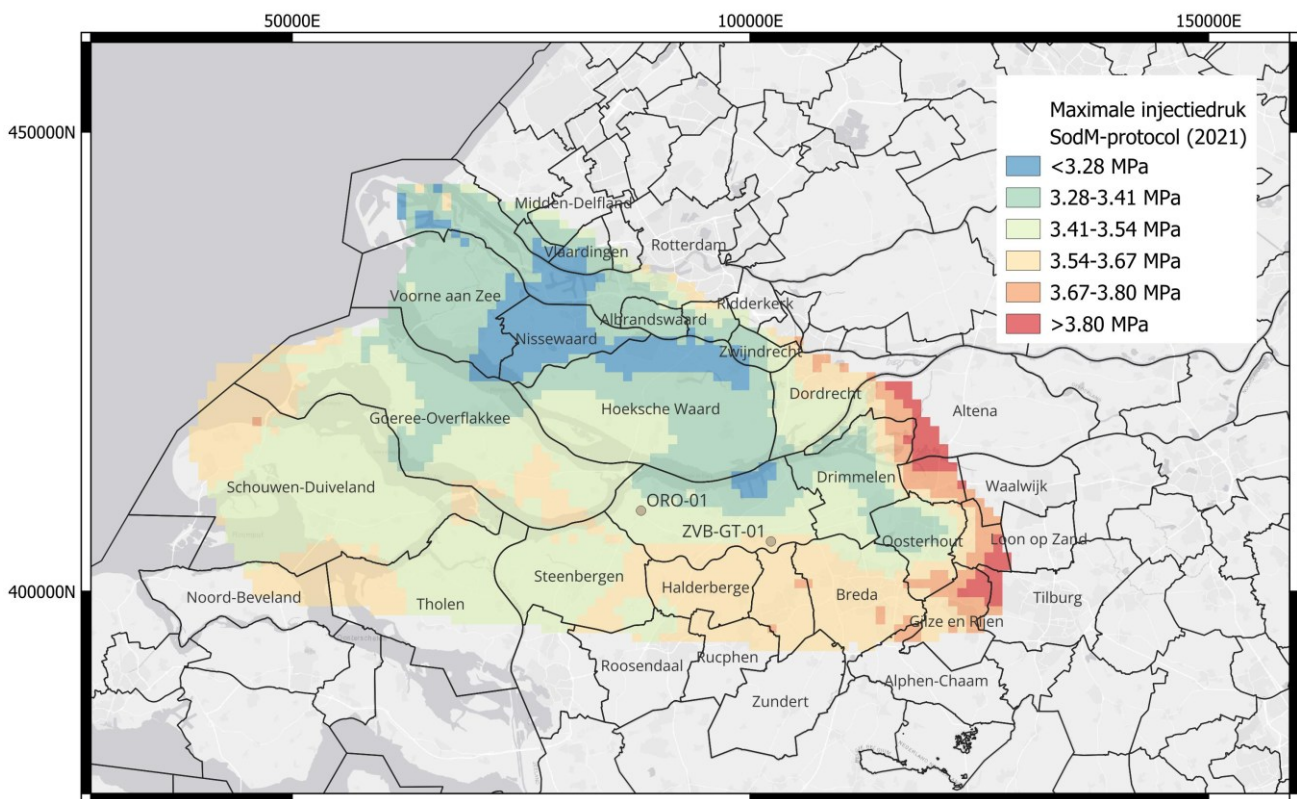 50000E
100000E
150000E
450000N
400000N
Maximale injectiedruk
SodM-protocol (2021)
<3.28 MPa
3.28-3.41 MPa
3.41-3.54 MPa
3.54-3.67 MPa
3.67-3.80 MPa
>3.80 MPa
Midden-Delfland
Vlaardingen
Rotterdam
Voorne aan Zee
Ridderkerk
Albrandswaard
Nissewaard
Zwijndrecht
Dordrecht
Hoeksche Waard
Altena
Goeree-Overflakkee
Drimmelen
Schouwen-Duiveland
Waalwijk
ORO-01
ZVB-GT-01
Oosterhout
Loon op Zand
Steenbergen
Halderberge
Breda
Noord-Beveland
Tholen
Tilburg
Gilze en Rijen
Roosendaal
Rucphen
Alphen-Chaam
Zundert